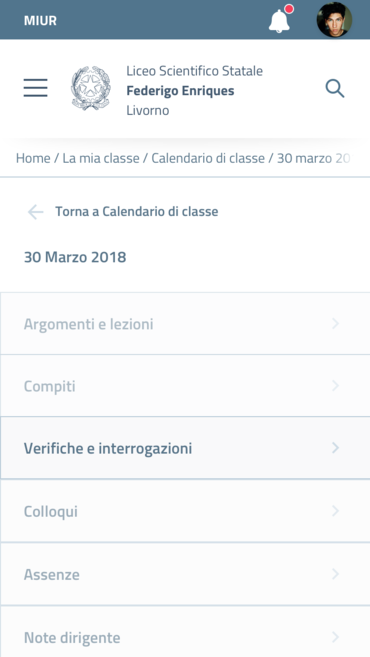 MIUR
Liceo Scientifico Statale
Federigo Enriques
Livorno
Home / La mia classe / Calendario di classe / 30 marzo 20
Torna a Calendario di classe
30 Marzo 2018
Argomenti e lezioni
Compiti
Verifiche e interrogazioni
Colloqui
Assenze
Note dirigente